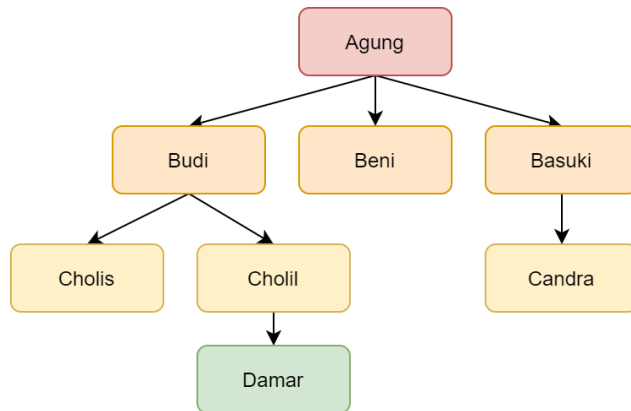 Agung
Budi
Beni
Basuki
Cholis
Cholil
Candra
Damar